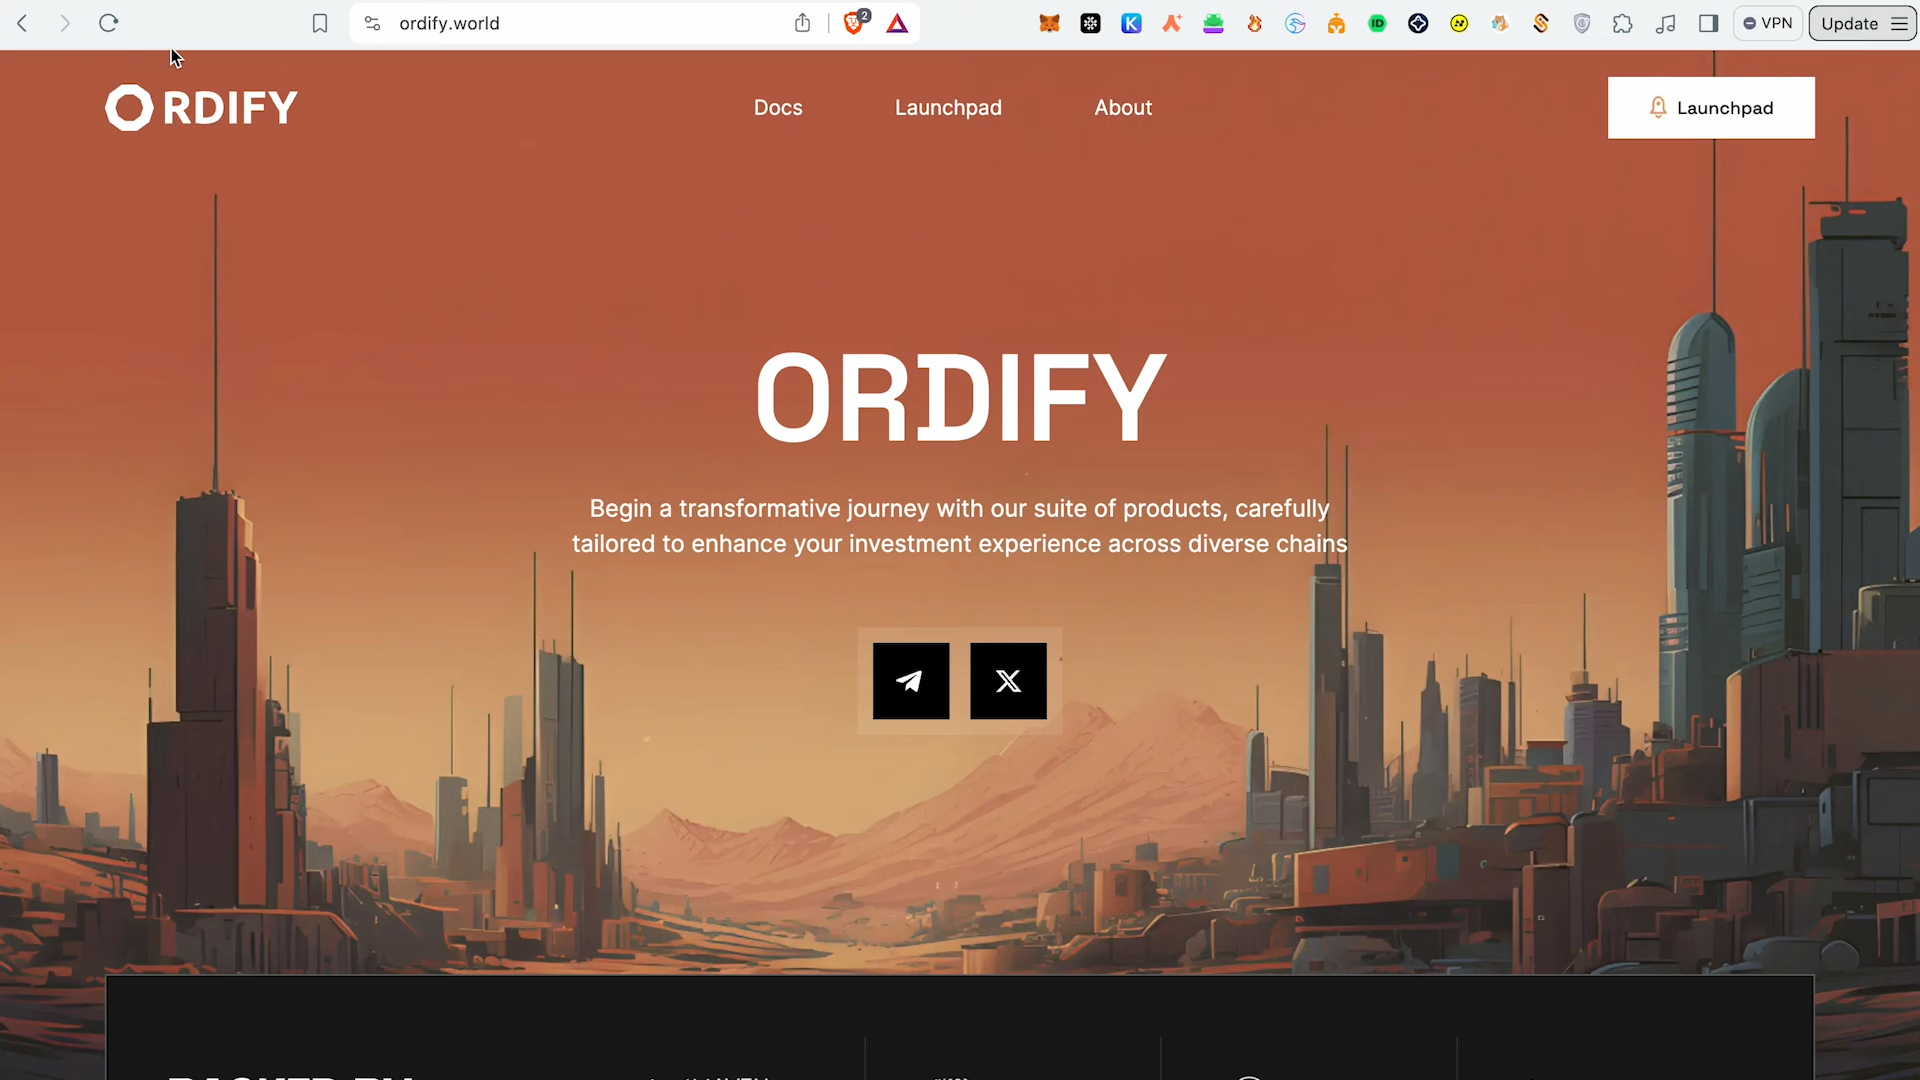 ordify.world
2
VPN
Update
ORDIFY
Docs
Launchpad
About
Launchpad
ORDIFY
Begin a transformative journey with our suite of products, carefully
tailored to enhance your investment experience across diverse chains